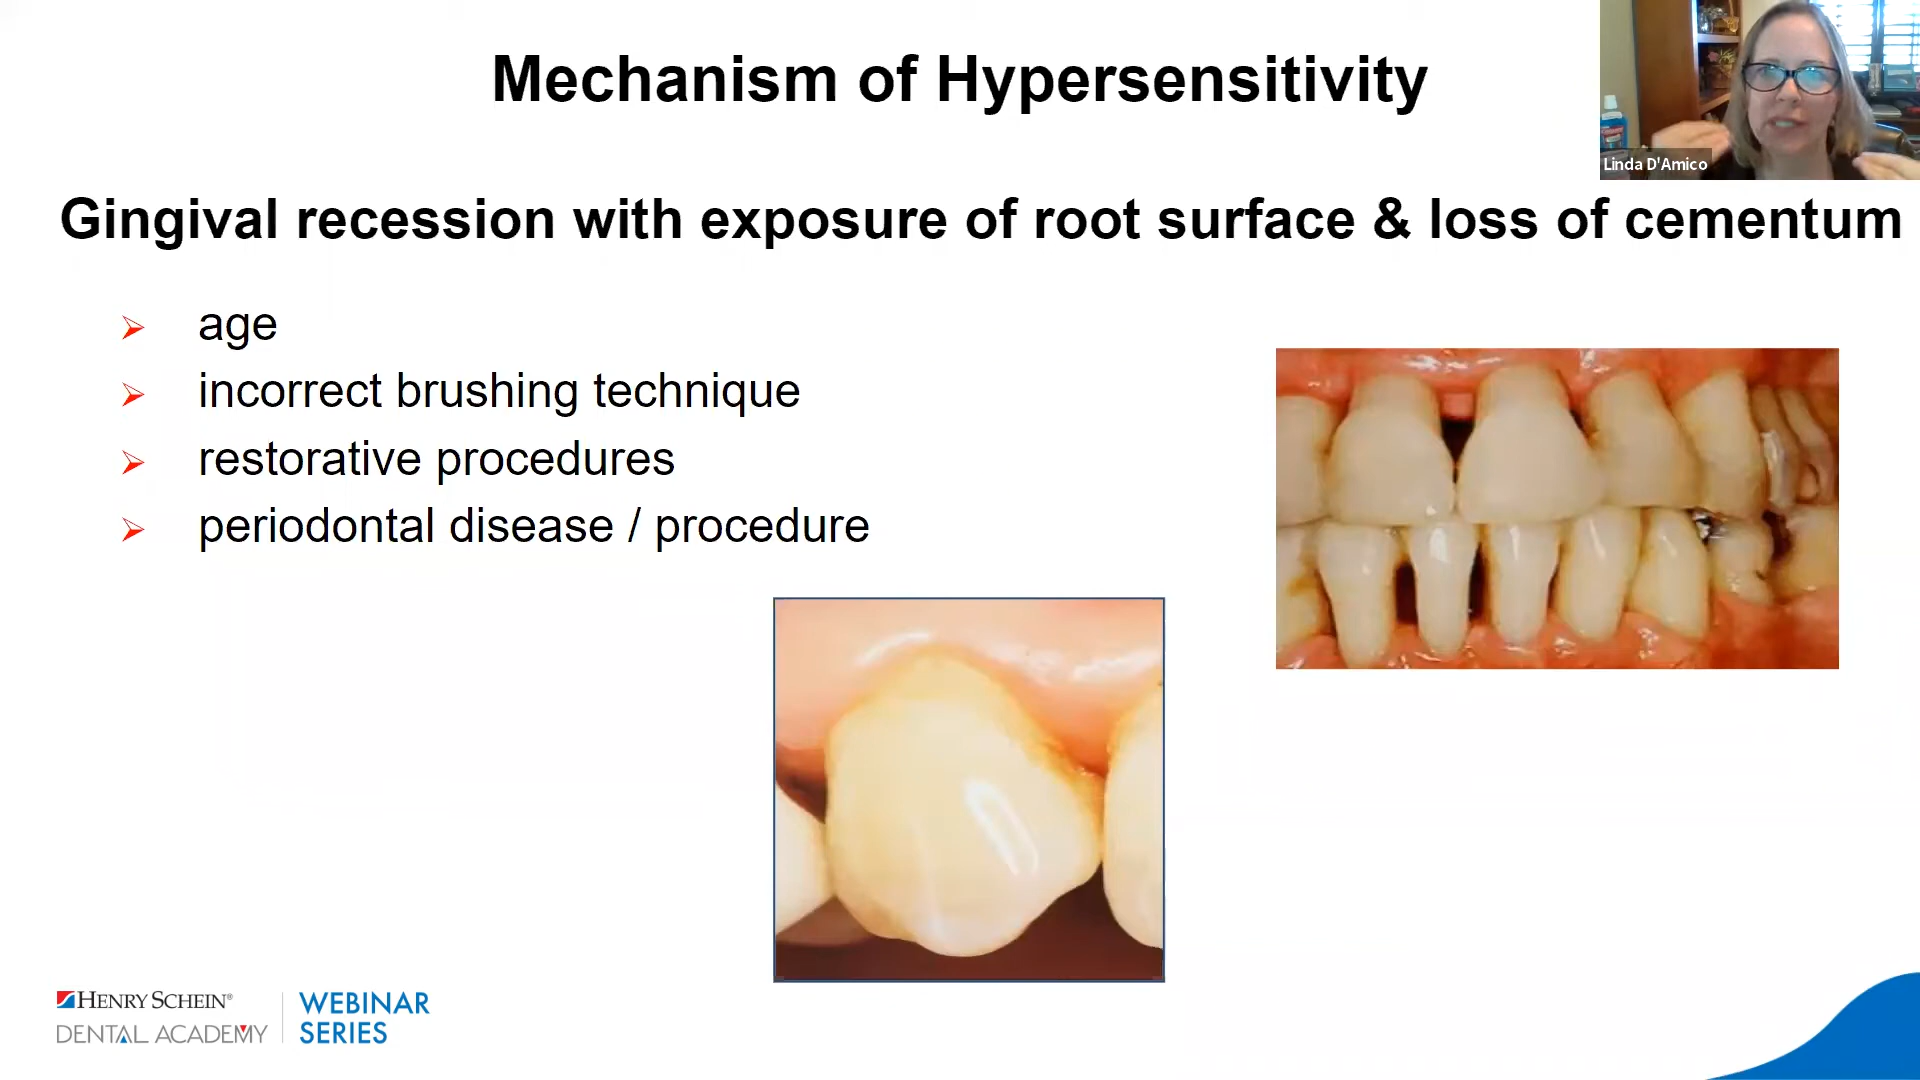 Mechanism of Hypersensitivity
Linda D'Amico
Gingival recession with exposure of root surface & loss of cementum
age
incorrect brushing technique
restorative procedures
periodontal disease / procedure
HENRY SCHEIN®
DENTAL ACADEMY
WEBINAR
SERIES